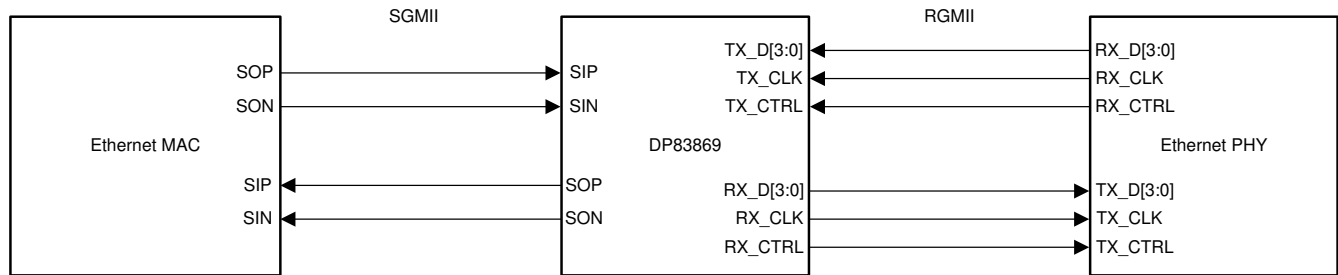 SGMII
RGMII
Ethernet MAC
SOP
SON
SIP
SIN
SIP
SIN
SOP
SON
DP83869
TX_D[3:0]
TX_CLK
TX_CTRL
RX_D[3:0]
RX_CLK
RX_CTRL
RX_D[3:0]
RX_CLK
RX_CTRL
Ethernet PHY
TX_D[3:0]
TX_CLK
TX_CTRL